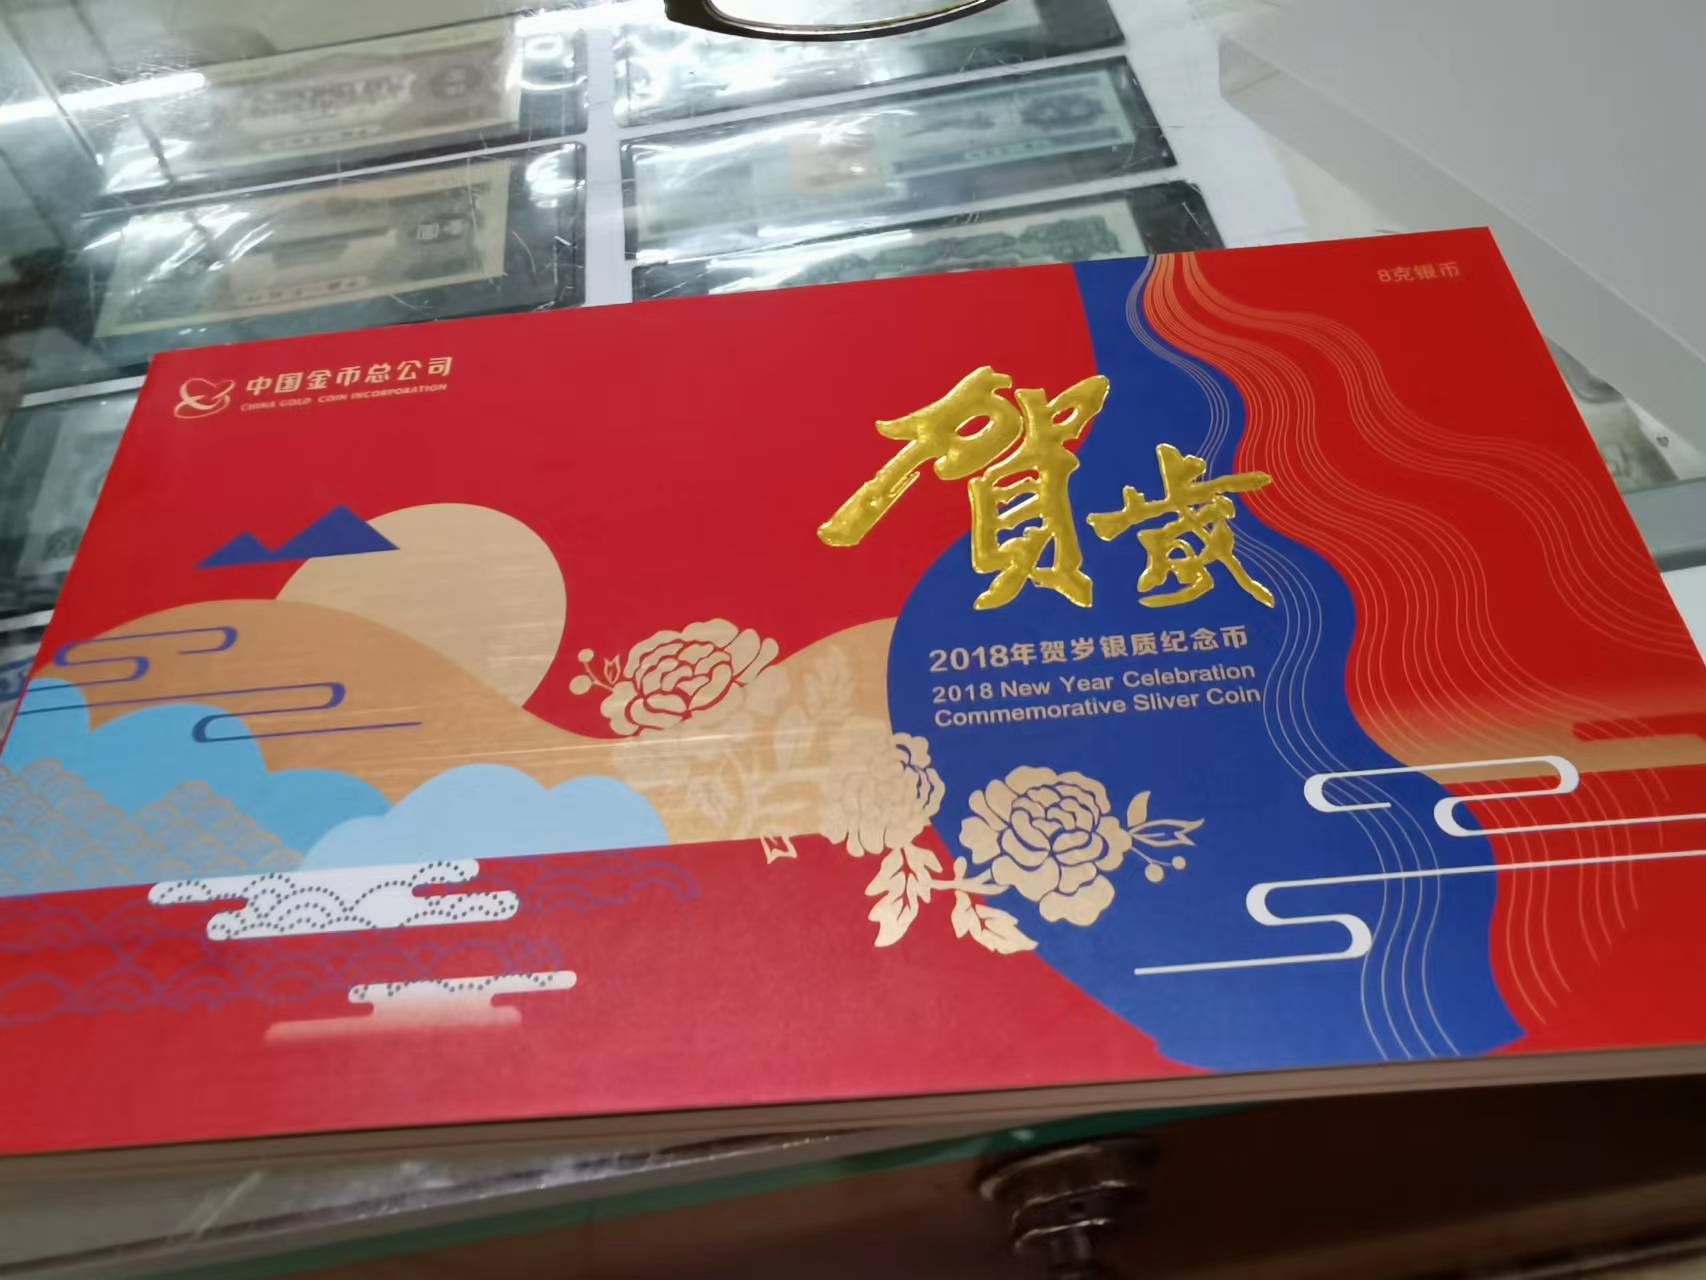 8克银币
中国金币总公司
CHINA GOLD COIN INCORPORATION
賀歲
2018年贺岁银质纪念币
2018 New Year Celebration
Commemorative Sliver Coin